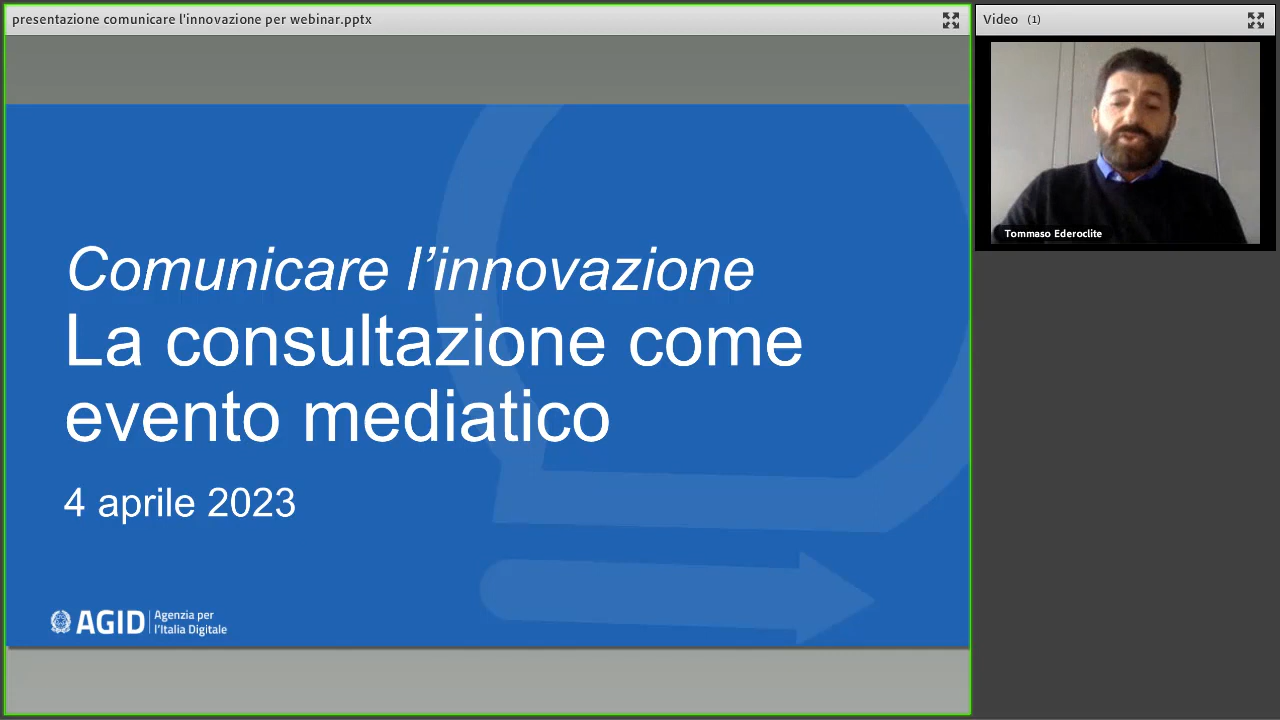 presentazione comunicare l'innovazione per webinar.pptx
Video (1)
Tommaso Ederoclite
Comunicare l’innovazione
La consultazione come
evento mediatico
4 aprile 2023
AGID
Agenzia per
l'Italia Digitale